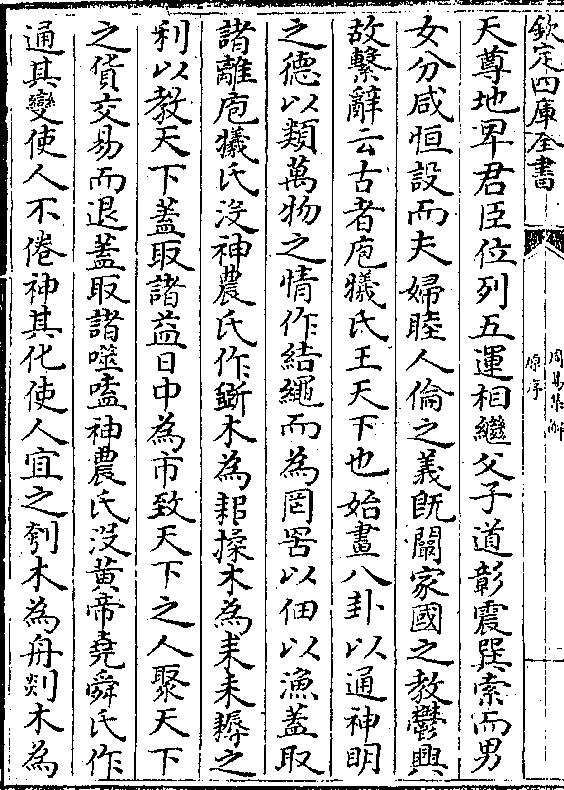 欽定四庫全書
周易集解
原序
天尊地卑君臣位列五運相繼父子道彰震巽索而男
女分咸恒設而夫婦睦人倫之義既闡家國之教鬱興
故繫辭云古者庖犧氏王天下也始畫八卦以通神明
之德以類萬物之情作結繩而為罔罟以佃以漁蓋取
諸離庖犧氏沒神農氏作斵木為耜揉木為耒耒耨之
利以教天下蓋取諸益日中為市致天下之人聚天下
之貨交易而退蓋取諸噬嗑神農氏沒黄帝堯舜氏作
通其變使人不倦神其化使人宜之刳木為舟剡木為